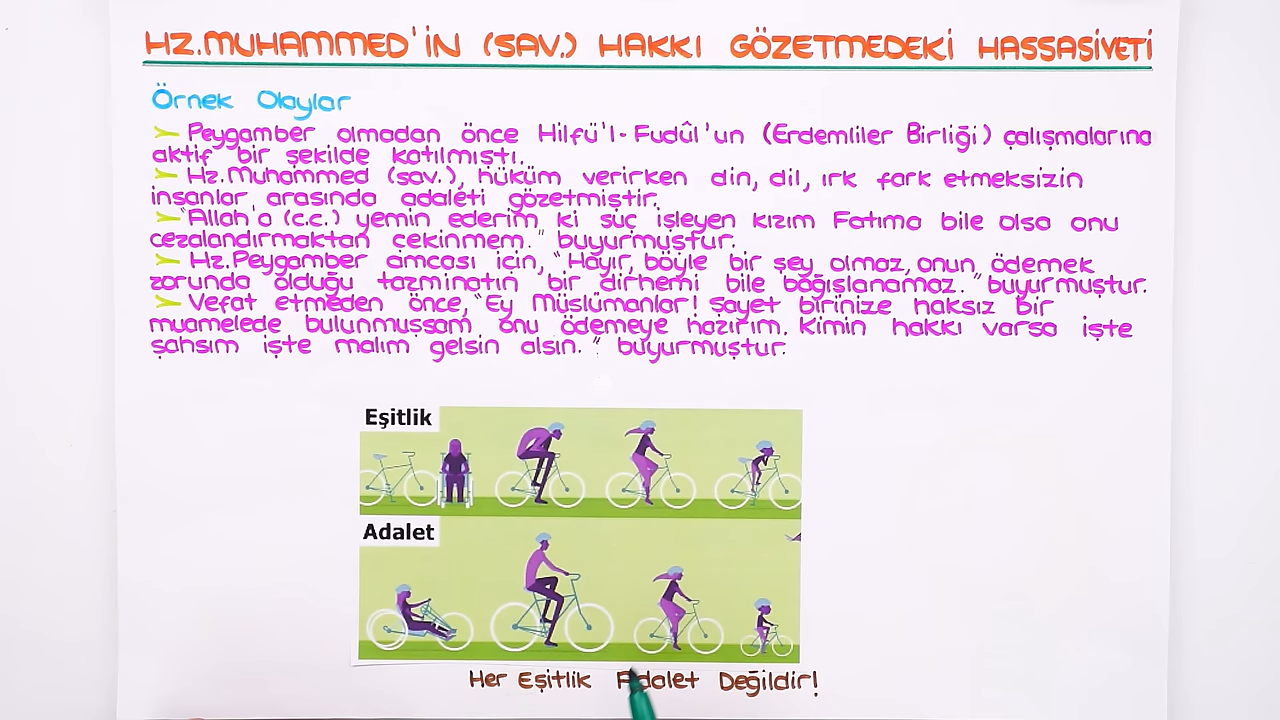 HZ.MUHAMMED'İN (SAV.) HAKKI GÖZETMEDEKİ HASSASİYETİ
Örnek Olaylar
Peygamber olmadan önce Hilfü'l-Fudûl'un (Erdemliler Birliği) çalışmalarına
aktif bir şekilde katılmıştı.
Hz.Muhammed (sav.), hüküm verirken din, dil, ırk fark etmeksizin
insanlar arasında adaleti gözetmiştir.
"Allah'a (c.c.) yemin ederim ki suç işleyen kızım Fatıma bile olsa onu
cezalandırmaktan çekinmem." buyurmuştur.
Hz.Peygamber amcası için, "Hayır, böyle bir şey olmaz, onun ödemek
zorunda olduğu tazminatın bir dirhemi bile bağışlanamaz." buyurmuştur.
Vefat etmeden önce, "Ey Müslümanlar! Şayet birinize haksız bir
muamelede bulunmuşsam onu ödemeye hazırım. Kimin hakkı varsa işte
şahsım işte malım gelsin alsın." buyurmuştur.
Eşitlik
Adalet
Her Eşitlik Adalet Değildir!